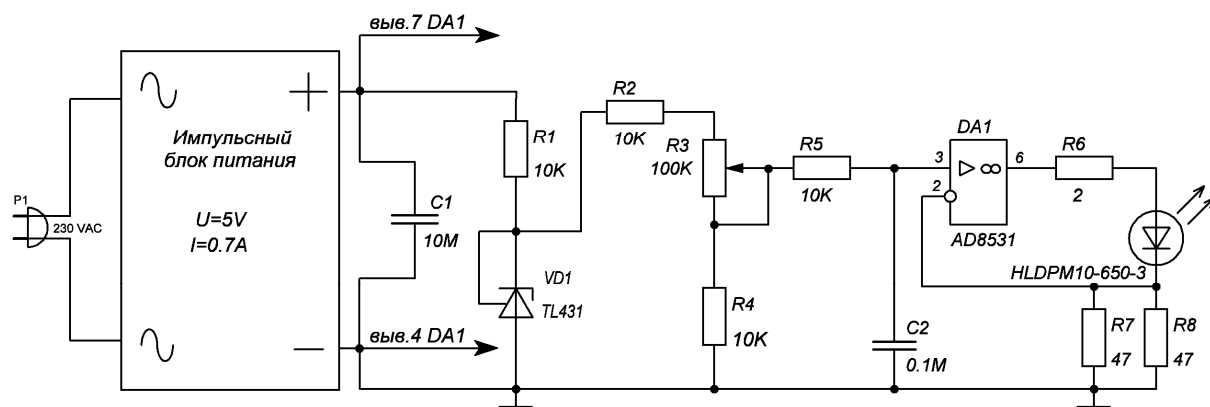 выв.7 DA1
Импульсный
блок питания
U=5V
I=0.7A
P1
230 VAC
C1
10M
R1
10K
VD1
TL431
выв.4 DA1
R2
10K
R3
100K
R4
10K
R5
10K
C2
0.1M
DA1
3
2
6
▷ ∞
AD8531
R6
2
HLDPM10-650-3
R7
47
R8
47